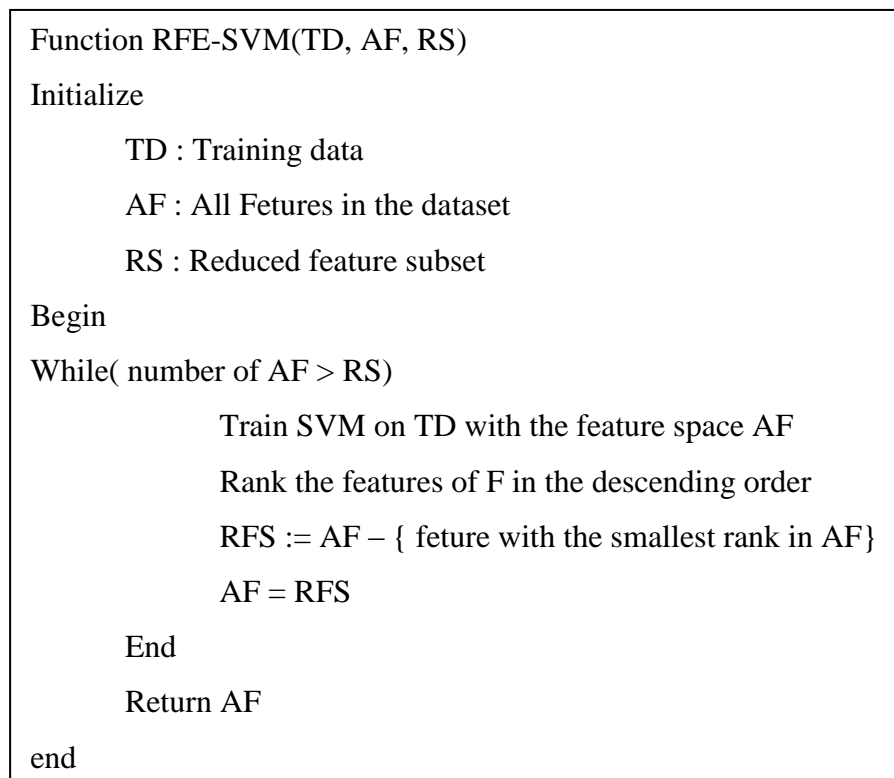 Function RFE-SVM(TD, AF, RS)
Initialize
TD : Training data
AF : All Fetures in the dataset
RS : Reduced feature subset
Begin
While( number of AF > RS)
Train SVM on TD with the feature space AF
Rank the features of F in the descending order
RFS := AF – { feture with the smallest rank in AF}
AF = RFS
End
Return AF
end